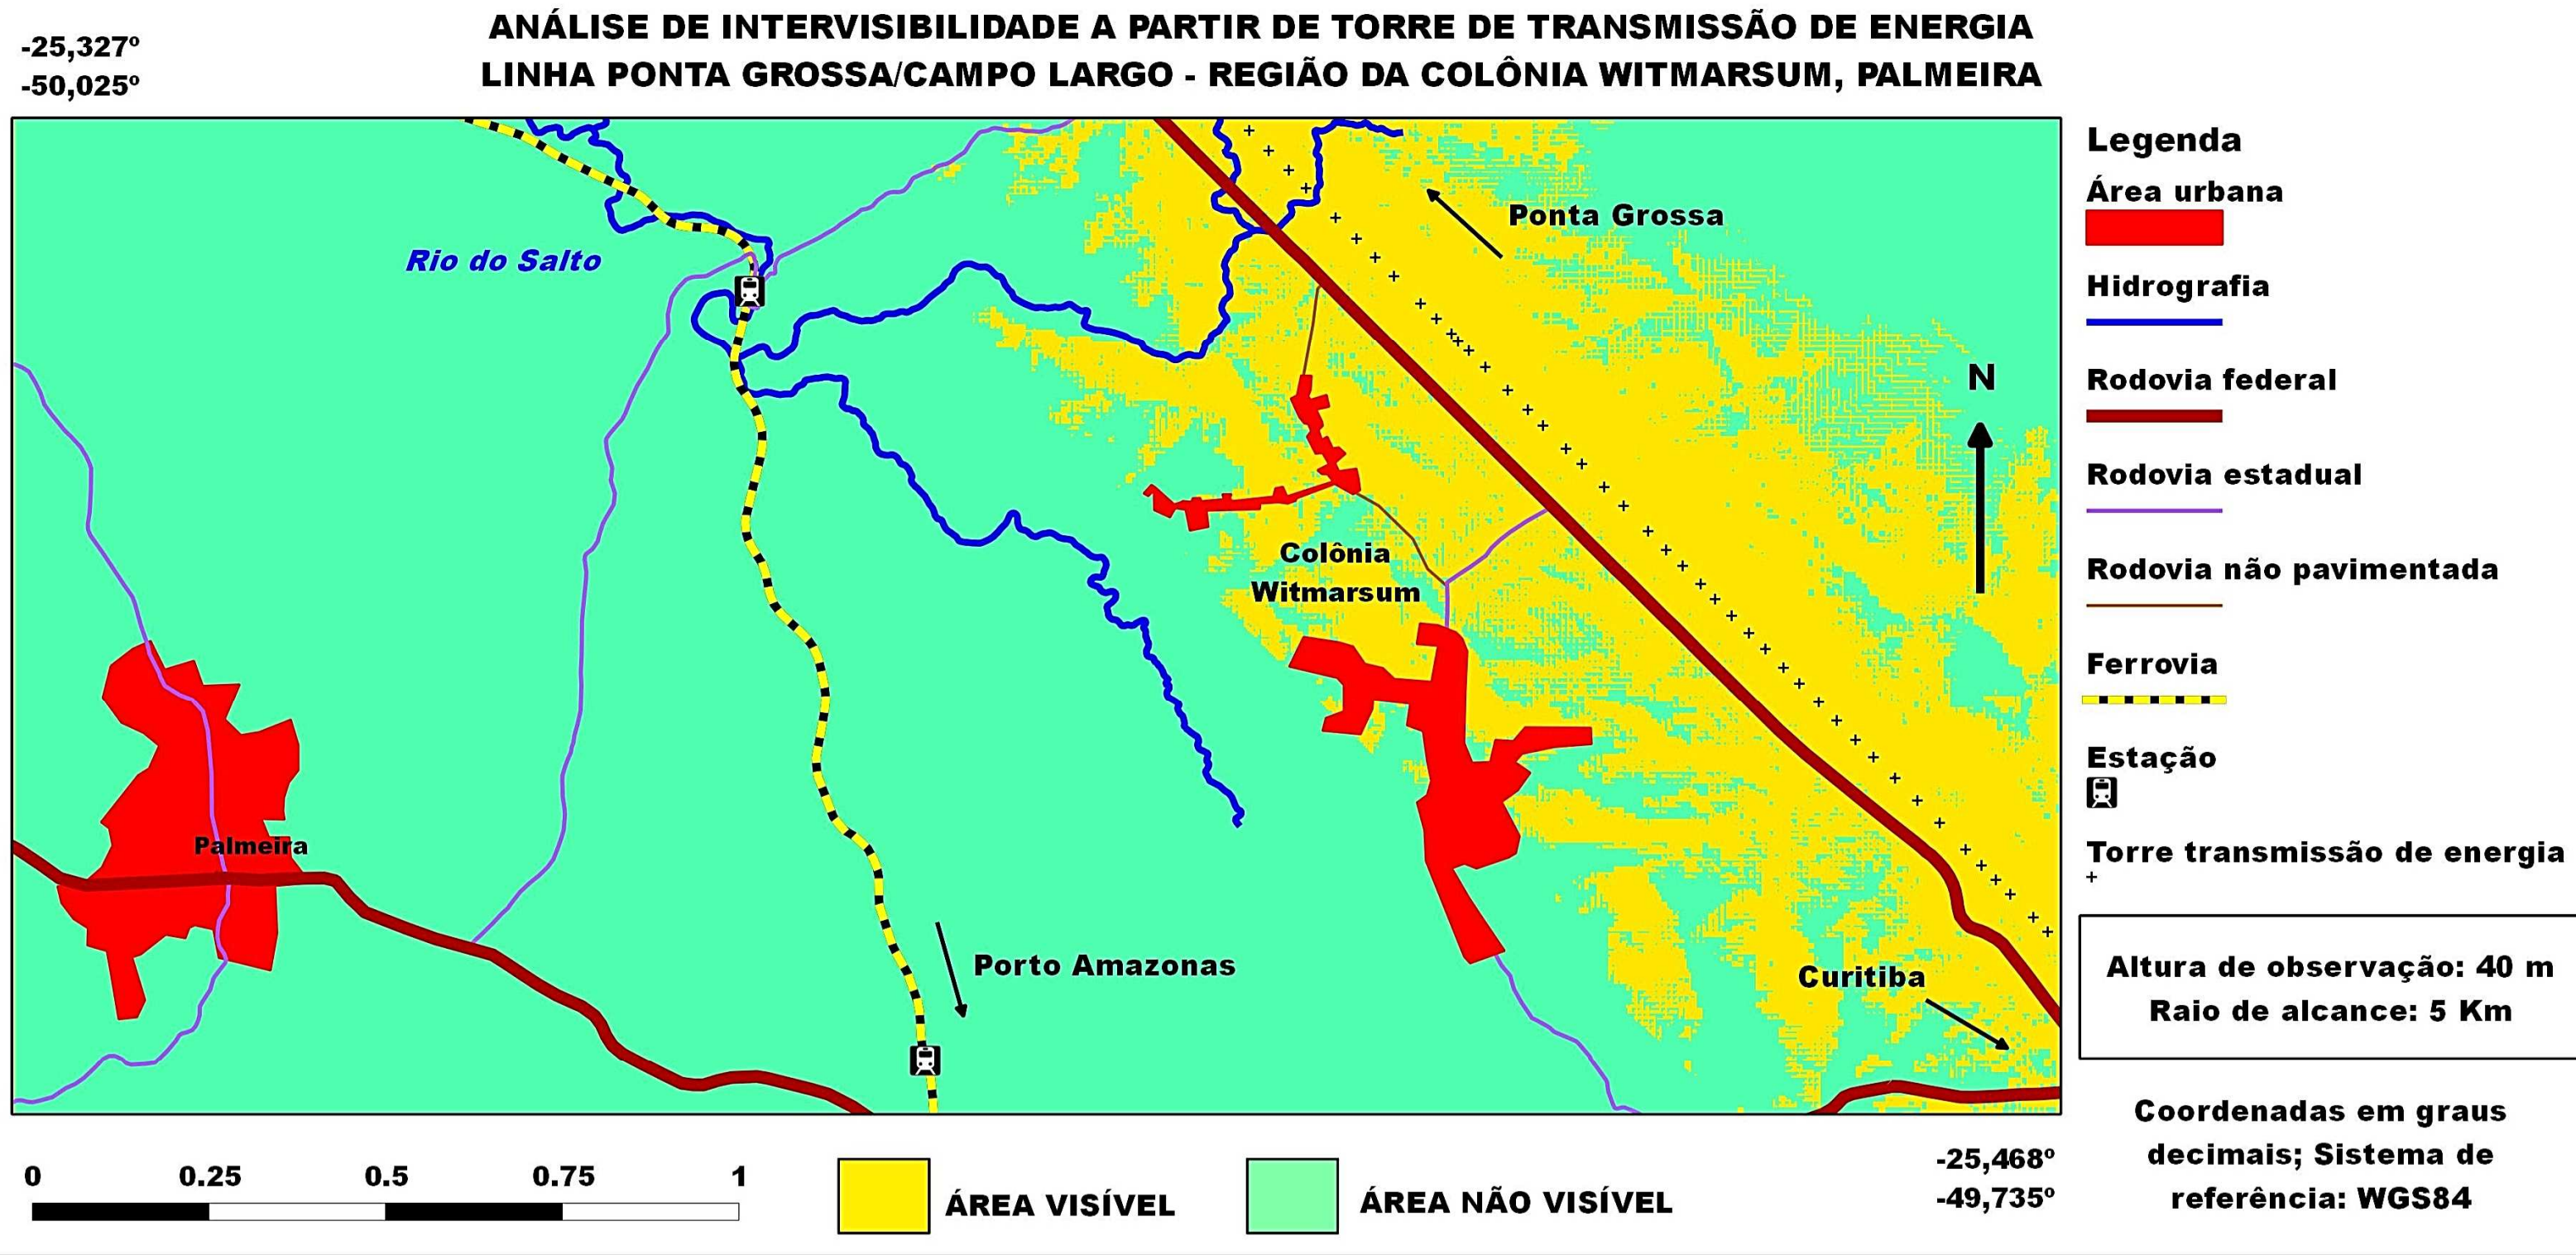 ANÁLISE DE INTERVISIBILIDADE A PARTIR DE TORRE DE TRANSMISSÃO DE ENERGIA
LINHA PONTA GROSSA/CAMPO LARGO - REGIÃO DA COLÔNIA WITMARSUM, PALMEIRA
-25,327º
-50,025º
Rio do Salto
Ponta Grossa
N
Colônia
Witmarsum
Palmeira
Porto Amazonas
Curitiba
Legenda
Área urbana
Hidrografia
Rodovia federal
Rodovia estadual
Rodovia não pavimentada
Ferrovia
Estação
Torre transmissão de energia
Altura de observação: 40 m
Raio de alcance: 5 Km
Coordenadas em graus
decimais; Sistema de
referência: WGS84
0 0.25 0.5 0.75 1
ÁREA VISÍVEL
ÁREA NÃO VISÍVEL
-25,468º
-49,735º